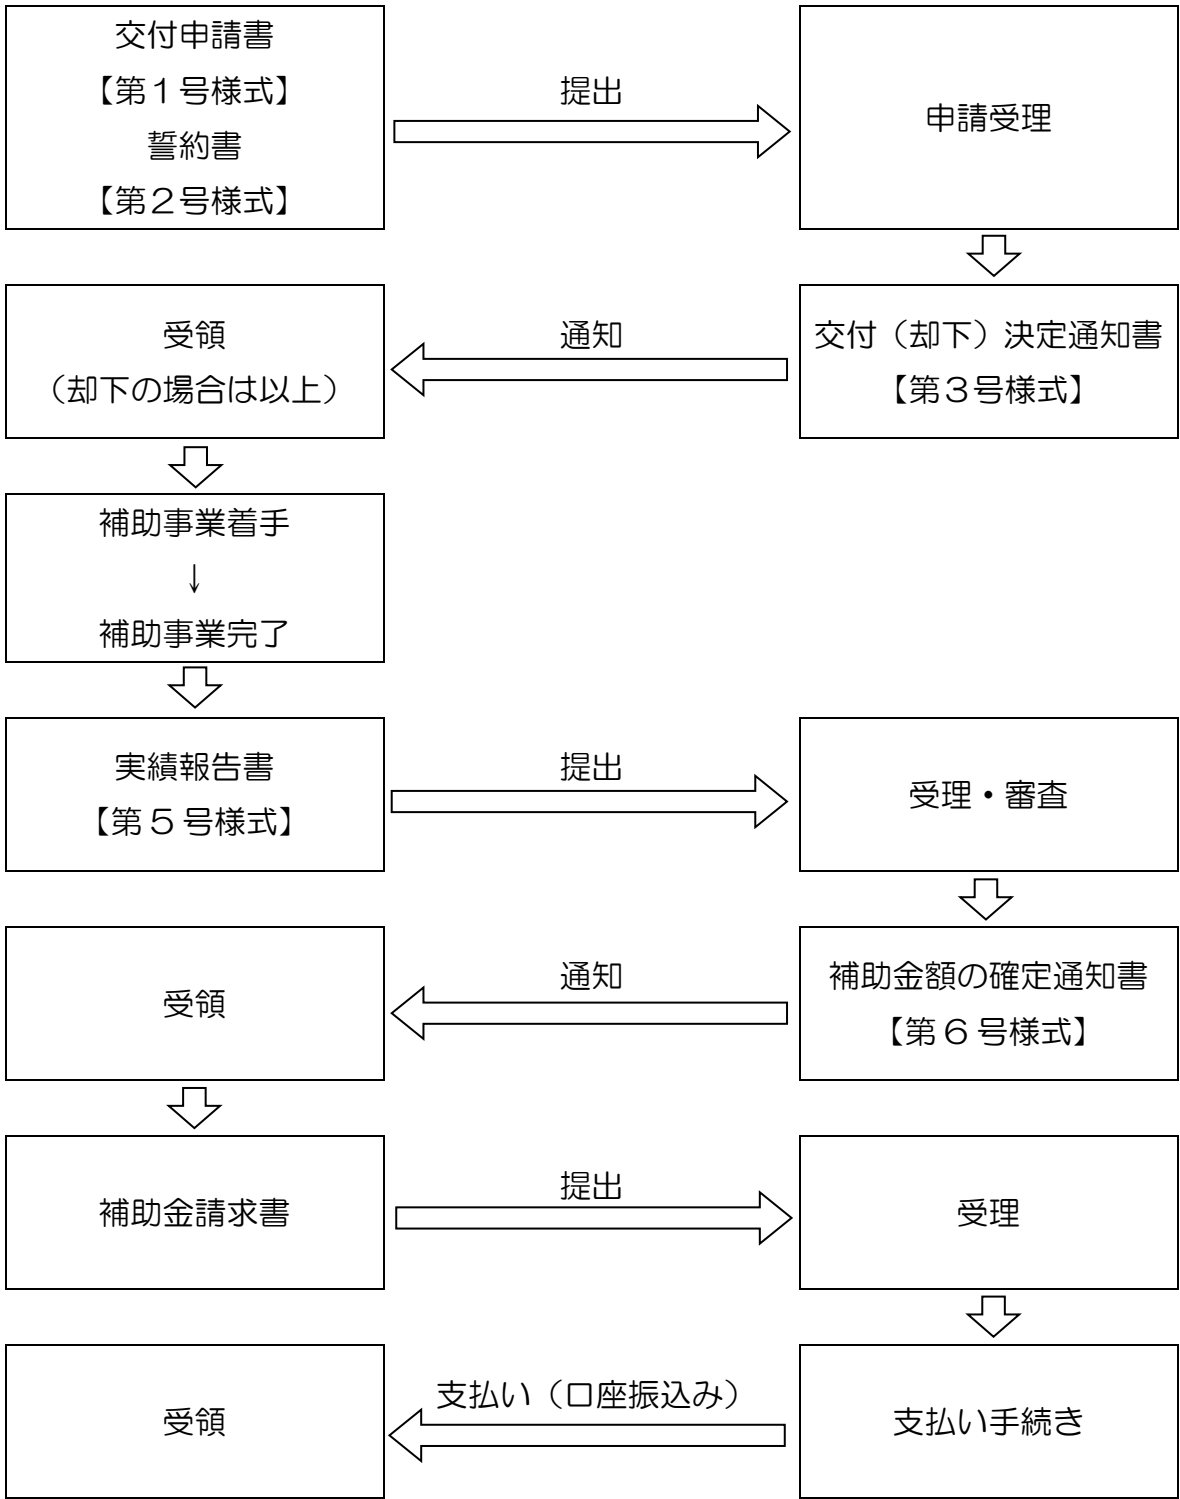 交付申請書
【第１号様式】
誓約書
【第２号様式】
提出
申請受理
受領
（却下の場合は以上）
通知
交付（却下）決定通知書
【第３号様式】
補助事業着手
↓
補助事業完了
実績報告書
【第５号様式】
提出
受理・審査
受領
通知
補助金額の確定通知書
【第６号様式】
補助金請求書
提出
受理
受領
支払い（口座振込み）
支払い手続き